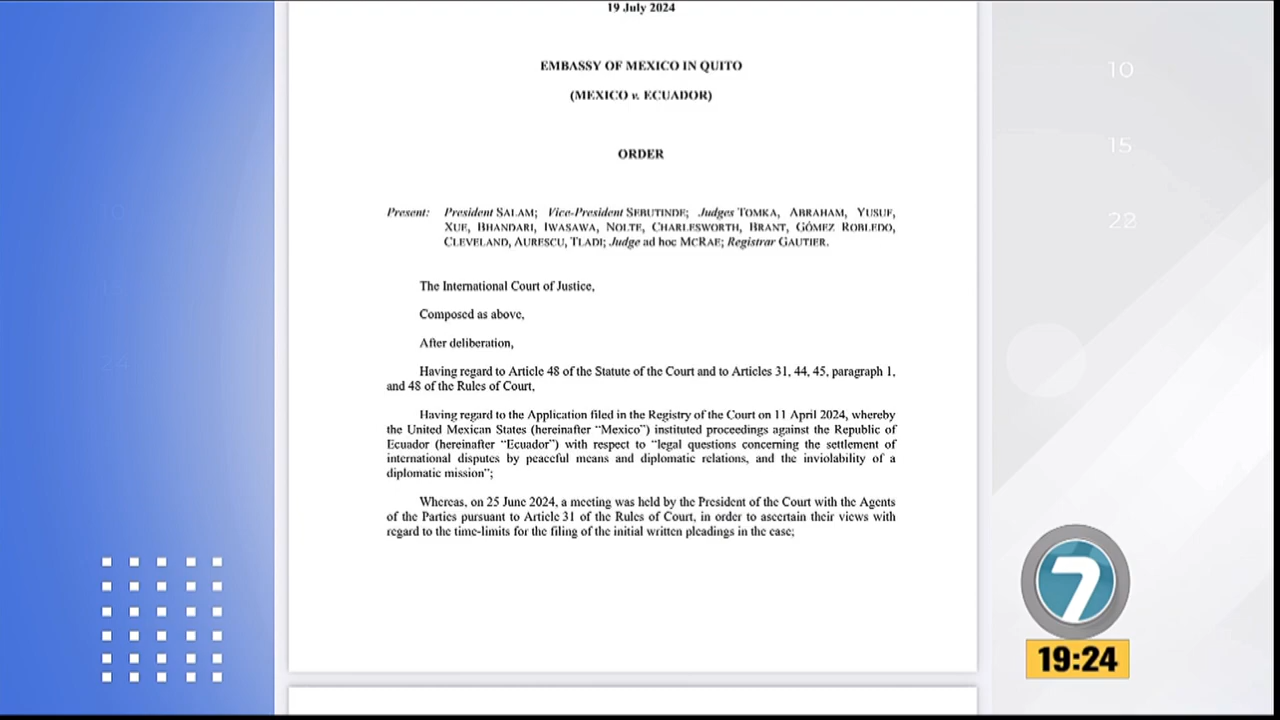 19 July 2024
EMBASSY OF MEXICO IN QUITO
(MEXICO v. ECUADOR)
ORDER
Present: President SALAM; Vice-President SEBUTINDE; Judges TOMKA, ABRAHAM, YUSUF,
XUE, BHANDARI, IWASAWA, NOLTE, CHARLESWORTH, BRANT, GÓMEZ ROBLEDO,
CLEVELAND, AURESCU, TLADI; Judge ad hoc MCRAE; Registrar GAUTIER.
The International Court of Justice,
Composed as above,
After deliberation,
Having regard to Article 48 of the Statute of the Court and to Articles 31, 44, 45, paragraph 1,
and 48 of the Rules of Court,
Having regard to the Application filed in the Registry of the Court on 11 April 2024, whereby
the United Mexican States (hereinafter “Mexico”) instituted proceedings against the Republic of
Ecuador (hereinafter “Ecuador”) with respect to “legal questions concerning the settlement of
international disputes by peaceful means and diplomatic relations, and the inviolability of a
diplomatic mission”;
Whereas, on 25 June 2024, a meeting was held by the President of the Court with the Agents
of the Parties pursuant to Article 31 of the Rules of Court, in order to ascertain their views with
regard to the time-limits for the filing of the initial written pleadings in the case;
10
15
22
10
24
7
19:24